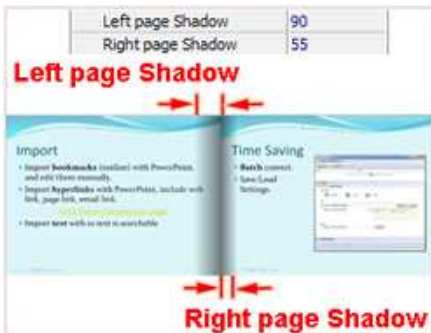 Left page Shadow 90
Right page Shadow 55
Left page Shadow
Import
• Import bookmarks (outline) with PowerPoint,
and edit them manually.
• Import hyperlinks with PowerPoint, include web
link, page link, email link.
• Import text with so text is searchable
Time Saving
• Batch convert.
• Save/Load
Settings.
Right page Shadow